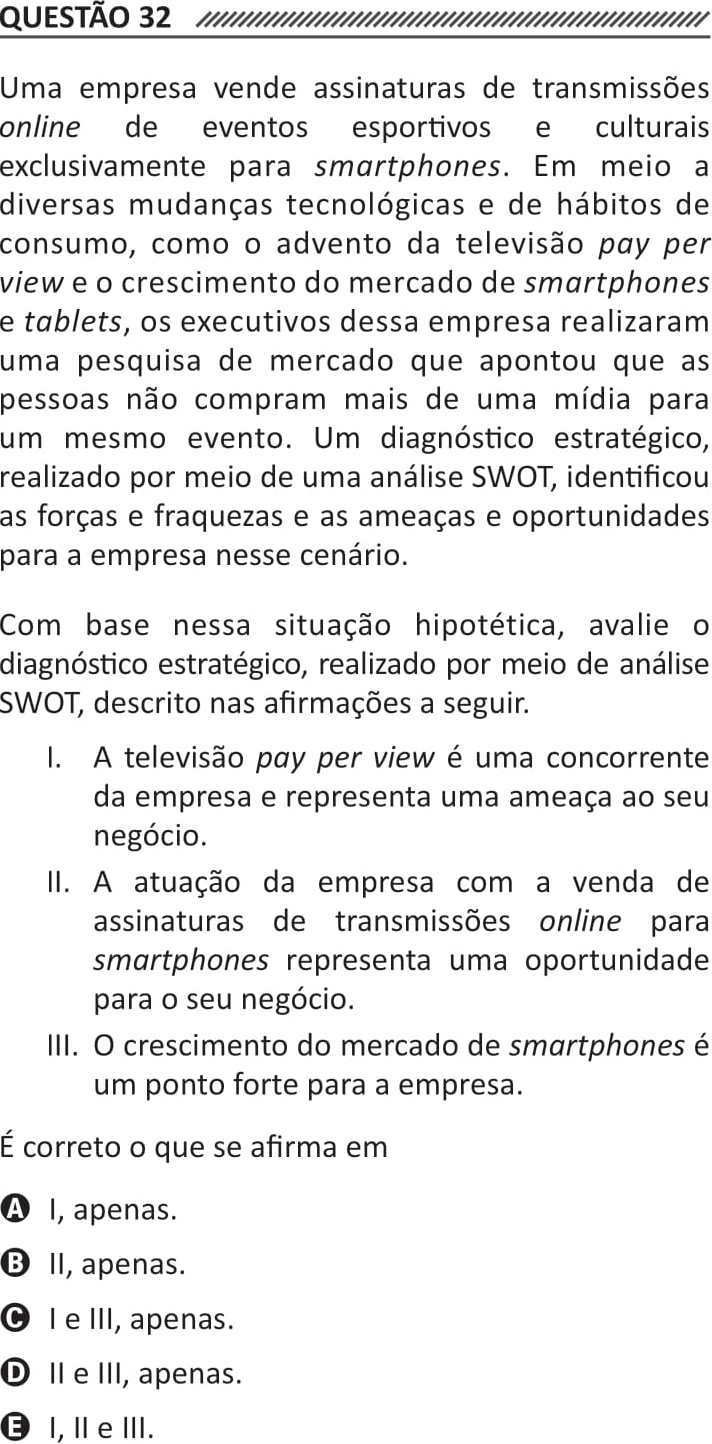 QUESTÃO 32
Uma empresa vende assinaturas de transmissões
online de eventos esportivos e culturais
exclusivamente para smartphones. Em meio a
diversas mudanças tecnológicas e de hábitos de
consumo, como o advento da televisão pay per
view e o crescimento do mercado de smartphones
e tablets, os executivos dessa empresa realizaram
uma pesquisa de mercado que apontou que as
pessoas não compram mais de uma mídia para
um mesmo evento. Um diagnóstico estratégico,
realizado por meio de uma análise SWOT, identificou
as forças e fraquezas e as ameaças e oportunidades
para a empresa nesse cenário.
Com base nessa situação hipotética, avalie o
diagnóstico estratégico, realizado por meio de análise
SWOT, descrito nas afirmações a seguir.
I. A televisão pay per view é uma concorrente
da empresa e representa uma ameaça ao seu
negócio.
II. A atuação da empresa com a venda de
assinaturas de transmissões online para
smartphones representa uma oportunidade
para o seu negócio.
III. O crescimento do mercado de smartphones é
um ponto forte para a empresa.
É correto o que se afirma em
A I, apenas.
B II, apenas.
C I e III, apenas.
D II e III, apenas.
E I, II e III.